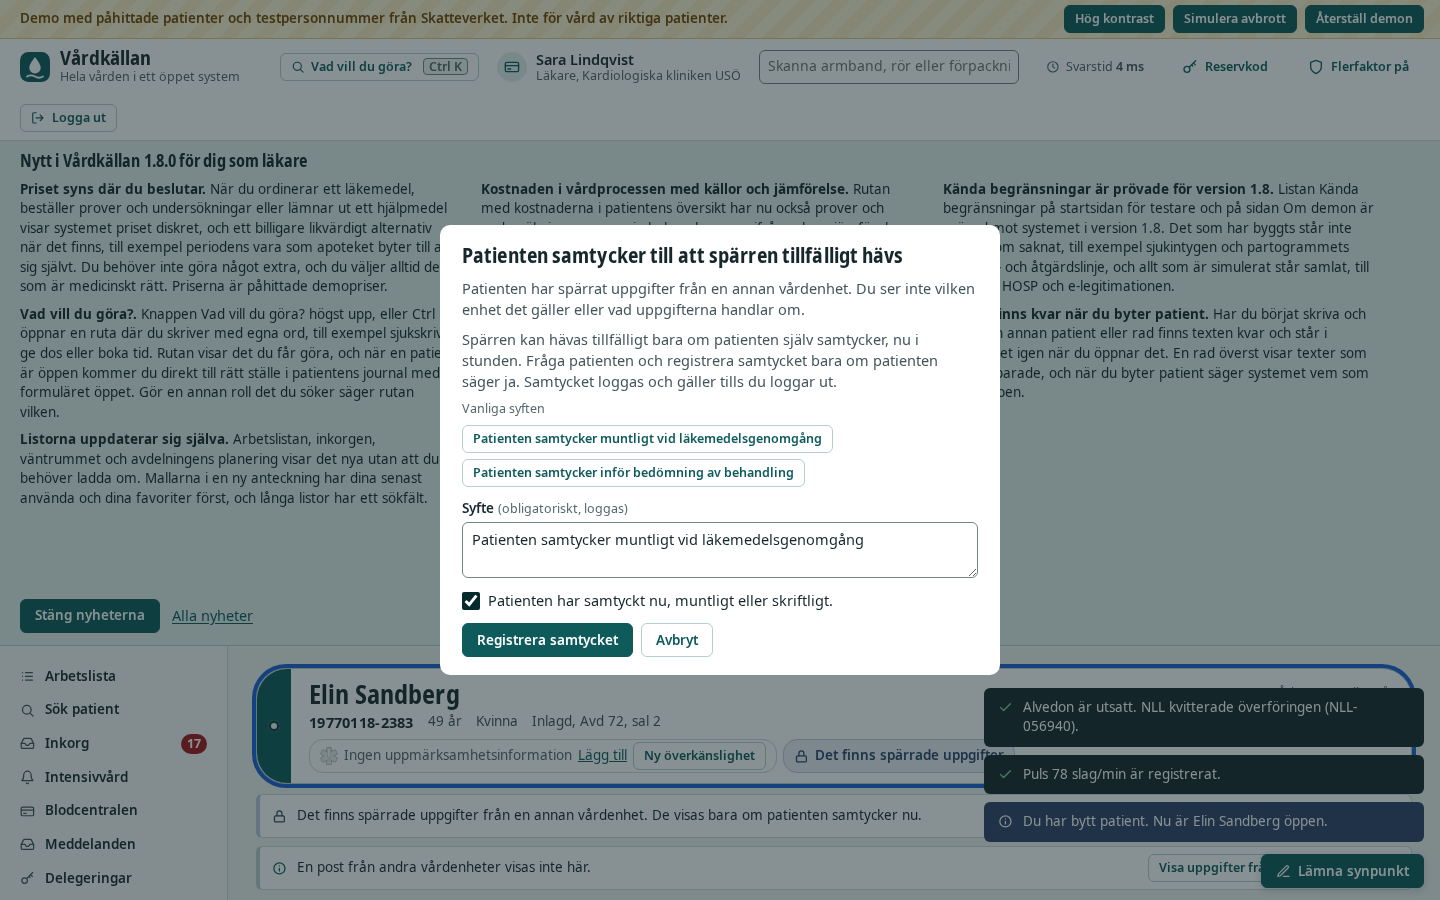 Demo med påhittade patienter och testpersonnummer från Skatteverket. Inte för vård av riktiga patienter.
Hög kontrast
Simulera avbrott
Återställ demon
Vårdkällan
Hela vården i ett öppet system
Vad vill du göra? Ctrl K
Sara Lindqvist
Läkare, Kardiologiska kliniken USÖ
Skanna armband, rör eller förpackni
Svarstid 4 ms
Reservkod
Flerfaktor på
Logga ut
Nytt i Vårdkällan 1.8.0 för dig som läkare
Priset syns där du beslutar. När du ordinerar ett läkemedel,
beställer prover och undersökningar eller lämnar ut ett hjälpmedel
visar systemet priset diskret, och ett billigare likvärdigt alternativ
när det finns, till exempel periodens vara som apoteket byter till a
sig självt. Du behöver inte göra något extra, och du väljer alltid de
som är medicinskt rätt. Priserna är påhittade demopriser.
Vad vill du göra?. Knappen Vad vill du göra? högst upp, eller Ctrl
öppnar en ruta där du skriver med egna ord, till exempel sjukskriv
ge dos eller boka tid. Rutan visar det du får göra, och när en patie
är öppen kommer du direkt till rätt ställe i patientens journal med
formuläret öppet. Gör en annan roll det du söker säger rutan
vilken.
Listorna uppdaterar sig själva. Arbetslistan, inkorgen,
väntrummet och avdelningens planering visar det nya utan att du
behöver ladda om. Mallarna i en ny anteckning har dina senast
använda och dina favoriter först, och långa listor har ett sökfält.
Kostnaden i vårdprocessen med källor och jämförelse. Rutan
med kostnaderna i patientens översikt har nu också prover och
Kända begränsningar är prövade för version 1.8. Listan Kända
begränsningar på startsidan för testare och på sidan Om demon är
mot systemet i version 1.8. Det som har byggts står inte
om saknat, till exempel sjukintygen och partogrammets
och åtgärdslinje, och allt som är simulerat står samlat, till
HOSP och e-legitimationen.
inns kvar när du byter patient. Har du börjat skriva och
annan patient eller rad finns texten kvar och står i
et igen när du öppnar det. En rad överst visar texter som
parade, och när du byter patient säger systemet vem som
pen.
Stäng nyheterna
Alla nyheter
Patienten samtycker till att spärren tillfälligt hävs
Patienten har spärrat uppgifter från en annan vårdenhet. Du ser inte vilken
enhet det gäller eller vad uppgifterna handlar om.
Spärren kan hävas tillfälligt bara om patienten själv samtycker, nu i
stunden. Fråga patienten och registrera samtycket bara om patienten
säger ja. Samtycket loggas och gäller tills du loggar ut.
Vanliga syften
Patienten samtycker muntligt vid läkemedelsgenomgång
Patienten samtycker inför bedömning av behandling
Syfte (obligatoriskt, loggas)
Patienten samtycker muntligt vid läkemedelsgenomgång
Patienten har samtyckt nu, muntligt eller skriftligt.
Registrera samtycket
Avbryt
Arbetslista
Sök patient
Inkorg 17
Intensivvård
Blodcentralen
Meddelanden
Delegeringar
Elin Sandberg
19770118-2383 49 år Kvinna Inlagd, Avd 72, sal 2
Ingen uppmärksamhetsinformation Lägg till Ny överkänslighet
Det finns spärrade uppgifter
Det finns spärrade uppgifter från en annan vårdenhet. De visas bara om patienten samtycker nu.
En post från andra vårdenheter visas inte här.
Visa uppgifter frå
Alvedon är utsatt. NLL kvitterade överföringen (NLL-
056940).
Puls 78 slag/min är registrerat.
Du har bytt patient. Nu är Elin Sandberg öppen.
Lämna synpunkt